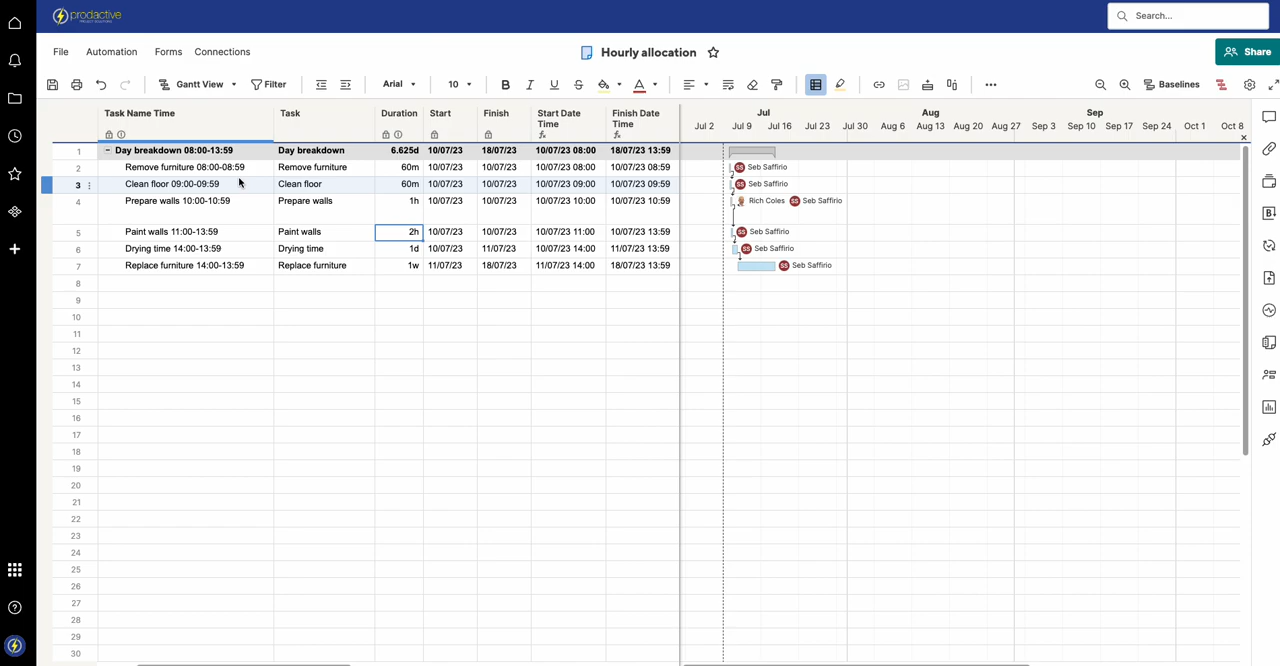 prodactive
PROJECT SOLUTIONS
Search...
File Automation Forms Connections
Hourly allocation
Share
Gantt View Filter Arial 10 B I U S A Baselines
Task Name Time Task Duration Start Finish Start Date Time Finish Date Time
fx fx
Jul Aug Sep
Jul 2 Jul 9 Jul 16 Jul 23 Jul 30 Aug 6 Aug 13 Aug 20 Aug 27 Sep 3 Sep 10 Sep 17 Sep 24 Oct 1 Oct 8
1 Day breakdown 08:00-13:59 Day breakdown 6.625d 10/07/23 18/07/23 10/07/23 08:00 18/07/23 13:59
2 Remove furniture 08:00-08:59 Remove furniture 60m 10/07/23 10/07/23 10/07/23 08:00 10/07/23 08:59 SS Seb Saffirio
3 Clean floor 09:00-09:59 Clean floor 60m 10/07/23 10/07/23 10/07/23 09:00 10/07/23 09:59 SS Seb Saffirio
4 Prepare walls 10:00-10:59 Prepare walls 1h 10/07/23 10/07/23 10/07/23 10:00 10/07/23 10:59 Rich Coles SS Seb Saffirio
5 Paint walls 11:00-13:59 Paint walls 2h 10/07/23 10/07/23 10/07/23 11:00 10/07/23 13:59 SS Seb Saffirio
6 Drying time 14:00-13:59 Drying time 1d 10/07/23 11/07/23 10/07/23 14:00 11/07/23 13:59 SS Seb Saffirio
7 Replace furniture 14:00-13:59 Replace furniture 1w 11/07/23 18/07/23 11/07/23 14:00 18/07/23 13:59 SS Seb Saffirio
8
9
10
11
12
13
14
15
16
17
18
19
20
21
22
23
24
25
26
27
28
29
30